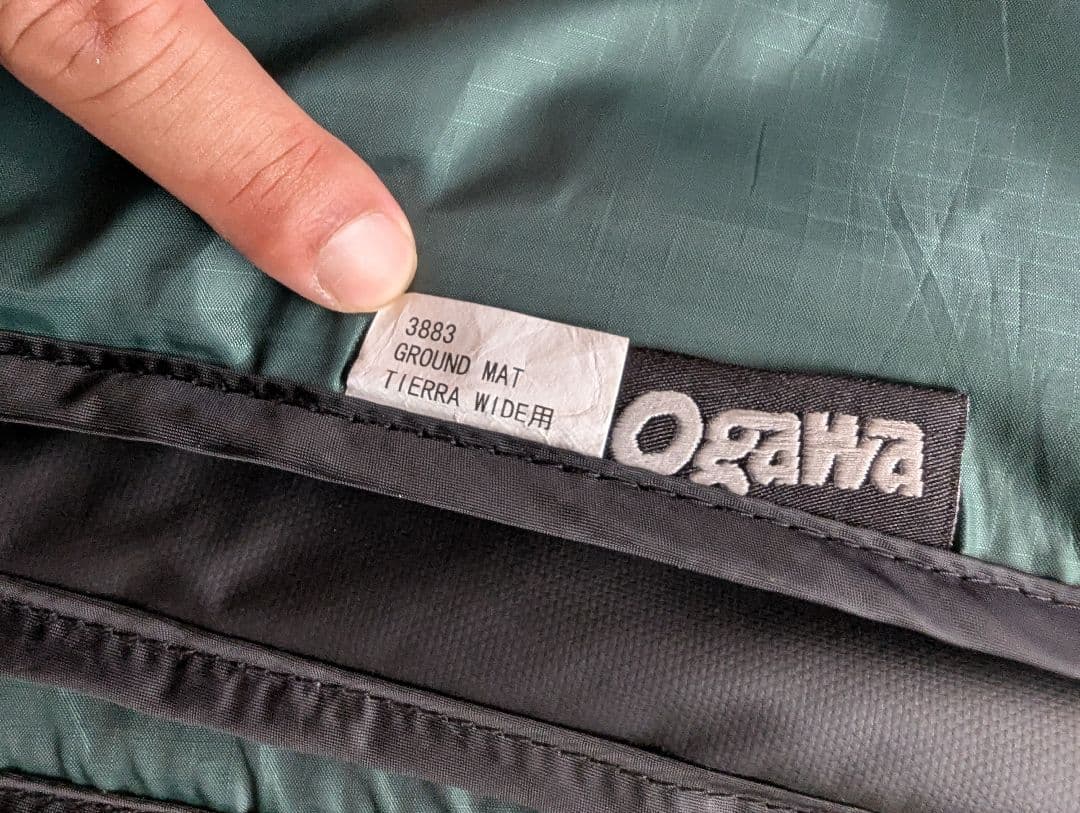 3883
GROUND MAT
TIERRA WIDE用
Ogawa